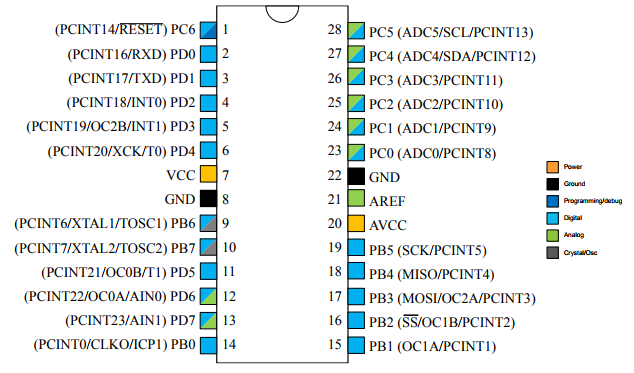 (PCINT14/RESET) PC6 1
(PCINT16/RXD) PD0 2
(PCINT17/TXD) PD1 3
(PCINT18/INT0) PD2 4
(PCINT19/OC2B/INT1) PD3 5
(PCINT20/XCK/T0) PD4 6
VCC 7
GND 8
(PCINT6/XTAL1/TOSC1) PB6 9
(PCINT7/XTAL2/TOSC2) PB7 10
(PCINT21/OC0B/T1) PD5 11
(PCINT22/OC0A/AIN0) PD6 12
(PCINT23/AIN1) PD7 13
(PCINT0/CLKO/ICP1) PB0 14
28 PC5 (ADC5/SCL/PCINT13)
27 PC4 (ADC4/SDA/PCINT12)
26 PC3 (ADC3/PCINT11)
25 PC2 (ADC2/PCINT10)
24 PC1 (ADC1/PCINT9)
23 PC0 (ADC0/PCINT8)
22 GND
21 AREF
20 AVCC
19 PB5 (SCK/PCINT5)
18 PB4 (MISO/PCINT4)
17 PB3 (MOSI/OC2A/PCINT3)
16 PB2 (SS/OC1B/PCINT2)
15 PB1 (OC1A/PCINT1)
Power
Ground
Programming/debug
Digital
Analog
Crystal/Osc